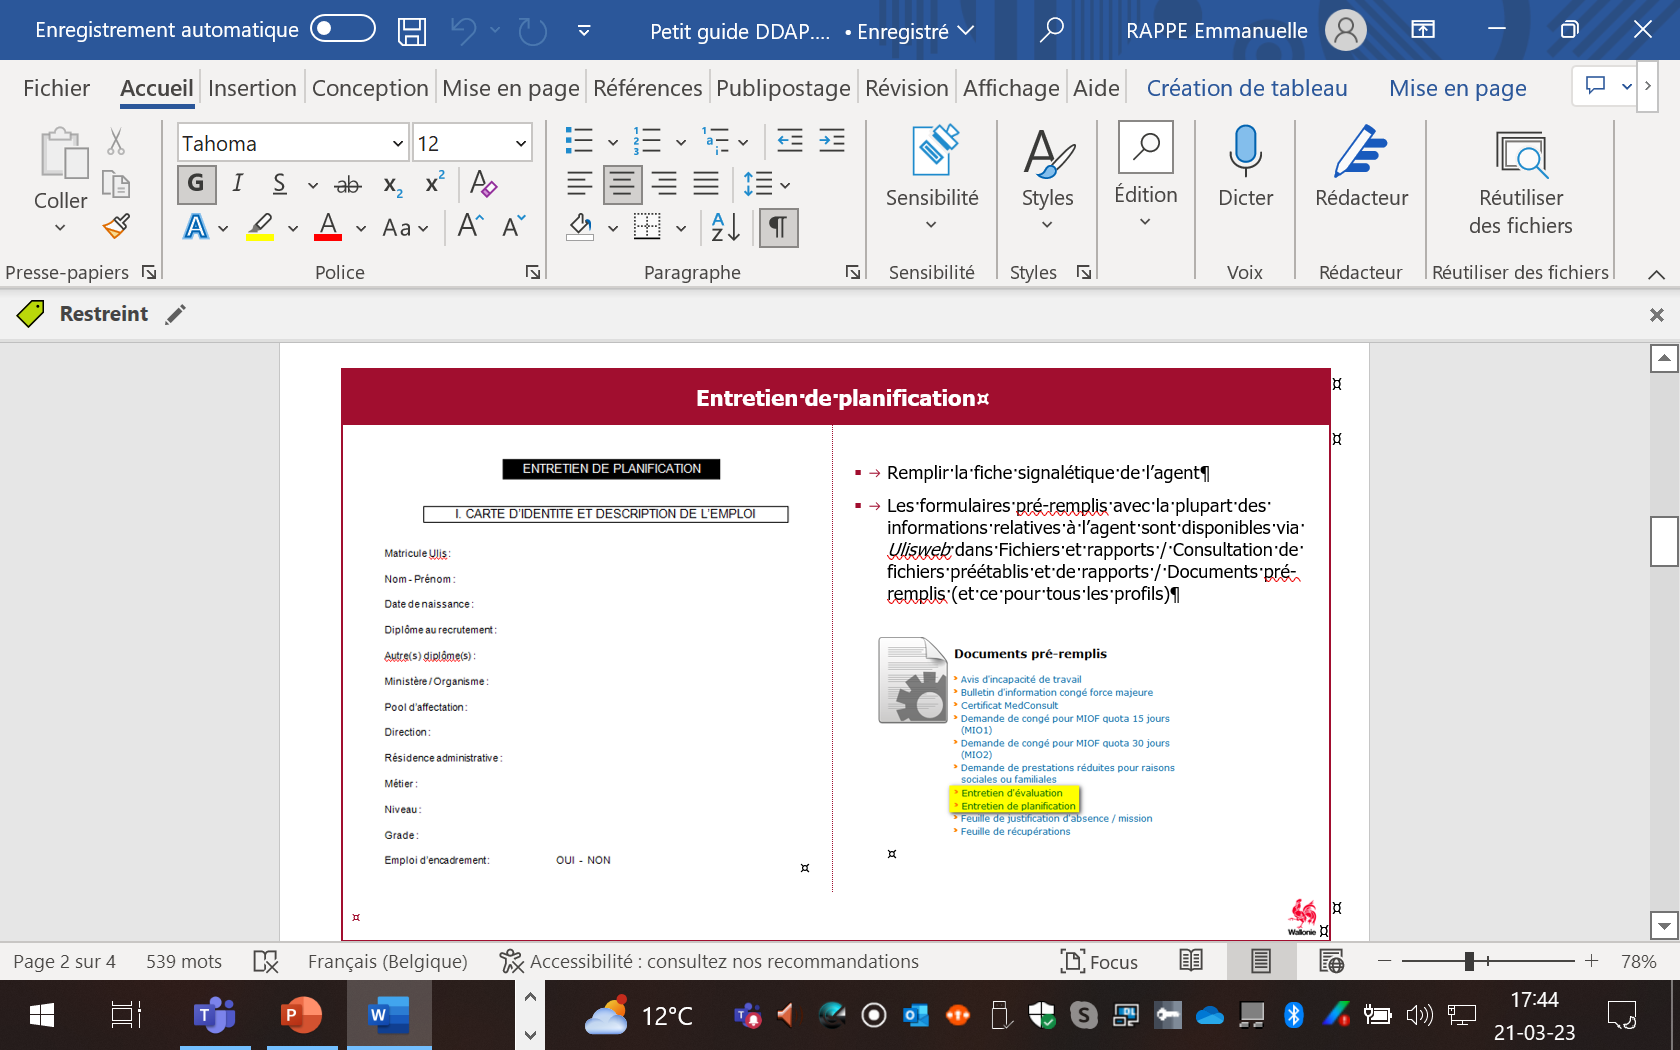 Enregistrement automatique
Petit guide DDAP.... • Enregistré
RAPPE Emmanuelle
Fichier Accueil Insertion Conception Mise en page Références Publipostage Révision Affichage Aide Création de tableau Mise en page
Tahoma 12
Coller
G I S ab x₂ x²
A A Aa A A
Sensibilité
Styles
Édition
Dicter
Rédacteur
Réutiliser
des fichiers
Presse-papiers Police Paragraphe Sensibilité Styles Voix Rédacteur Réutiliser des fichiers
Restreint
Entretien·de·planification¤
ENTRETIEN DE PLANIFICATION
I. CARTE D'IDENTITE ET DESCRIPTION DE L'EMPLOI
Matricule Ulis :
Nom - Prénom :
Date de naissance :
Diplôme au recrutement :
Autre(s) diplôme(s) :
Ministère / Organisme :
Pool d'affectation :
Direction :
Résidence administrative :
Métier :
Niveau :
Grade :
Emploi d'encadrement: OUI - NON
Remplir·la·fiche·signalétique·de·l'agent¶
Les·formulaires·pré-remplis·avec·la·plupart·des·
informations·relatives·à·l'agent·sont·disponibles·via·
Ulisweb·dans·Fichiers·et·rapports·/·Consultation·de·
fichiers·préétablis·et·de·rapports·/·Documents·pré-
remplis·(et·ce·pour·tous·les·profils)¶
Documents pré-remplis
Avis d'incapacité de travail
Bulletin d'information congé force majeure
Certificat MedConsult
Demande de congé pour MIOF quota 15 jours
(MIO1)
Demande de congé pour MIOF quota 30 jours
(MIO2)
Demande de prestations réduites pour raisons
sociales ou familiales
Entretien d'évaluation
Entretien de planification
Feuille de justification d'absence / mission
Feuille de récupérations
Wallonie
Page 2 sur 4 539 mots Français (Belgique) Accessibilité : consultez nos recommandations Focus 78%
12°C
17:44
21-03-23